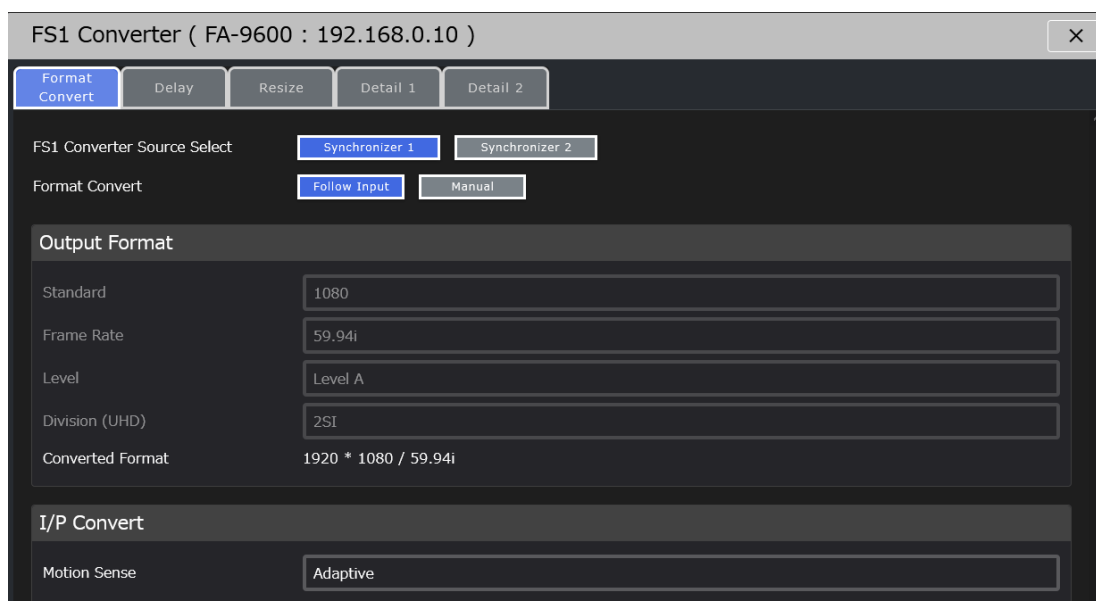 FS1 Converter ( FA-9600 : 192.168.0.10 )
Format Convert
Delay
Resize
Detail 1
Detail 2
FS1 Converter Source Select
Synchronizer 1
Synchronizer 2
Format Convert
Follow Input
Manual
Output Format
Standard
1080
Frame Rate
59.94i
Level
Level A
Division (UHD)
2SI
Converted Format
1920 * 1080 / 59.94i
I/P Convert
Motion Sense
Adaptive